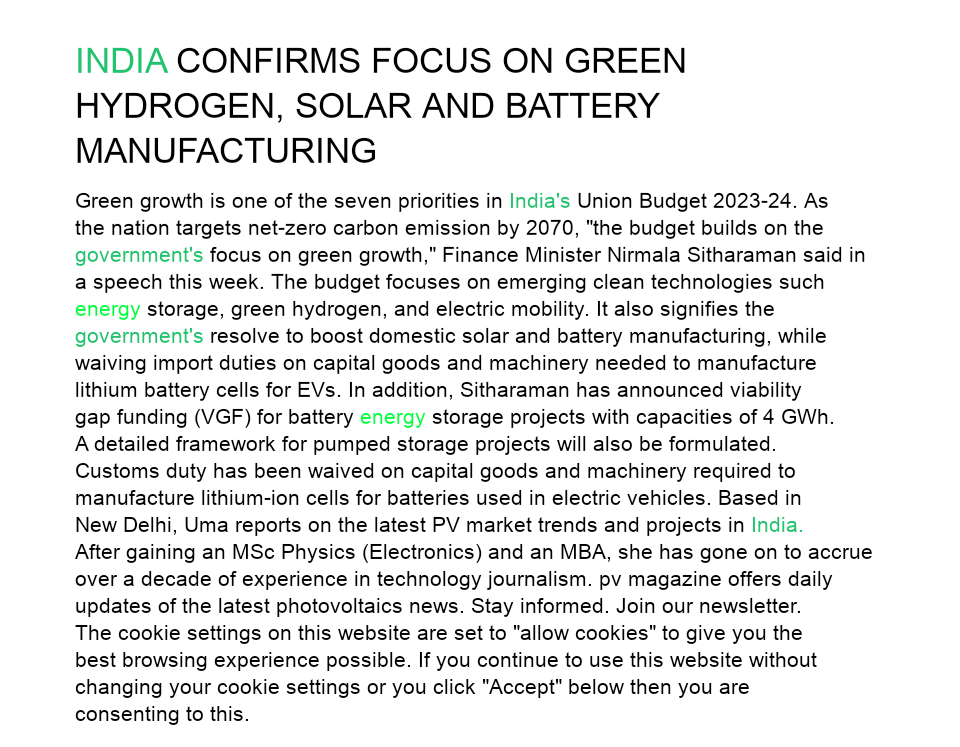 INDIA CONFIRMS FOCUS ON GREEN
HYDROGEN, SOLAR AND BATTERY
MANUFACTURING
Green growth is one of the seven priorities in India's Union Budget 2023-24. As
the nation targets net-zero carbon emission by 2070, "the budget builds on the
government's focus on green growth," Finance Minister Nirmala Sitharaman said in
a speech this week. The budget focuses on emerging clean technologies such
energy storage, green hydrogen, and electric mobility. It also signifies the
government's resolve to boost domestic solar and battery manufacturing, while
waiving import duties on capital goods and machinery needed to manufacture
lithium battery cells for EVs. In addition, Sitharaman has announced viability
gap funding (VGF) for battery energy storage projects with capacities of 4 GWh.
A detailed framework for pumped storage projects will also be formulated.
Customs duty has been waived on capital goods and machinery required to
manufacture lithium-ion cells for batteries used in electric vehicles. Based in
New Delhi, Uma reports on the latest PV market trends and projects in India.
After gaining an MSc Physics (Electronics) and an MBA, she has gone on to accrue
over a decade of experience in technology journalism. pv magazine offers daily
updates of the latest photovoltaics news. Stay informed. Join our newsletter.
The cookie settings on this website are set to "allow cookies" to give you the
best browsing experience possible. If you continue to use this website without
changing your cookie settings or you click "Accept" below then you are
consenting to this.